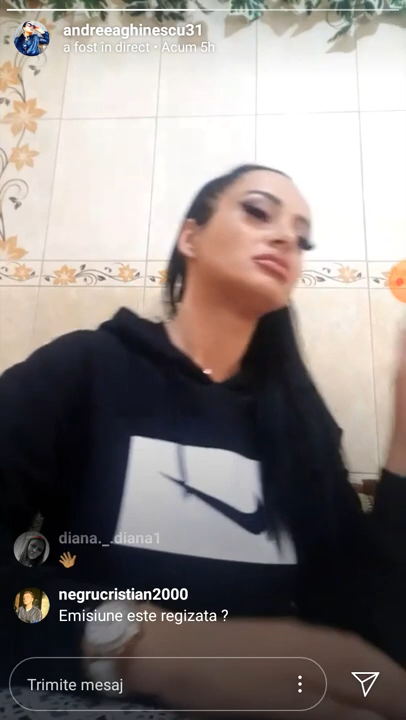 andreeaghinescu31
a fost în direct • Acum 5h
diana._.diana1
👋
negrucristian2000
Emisiune este regizata ?
Trimite mesaj